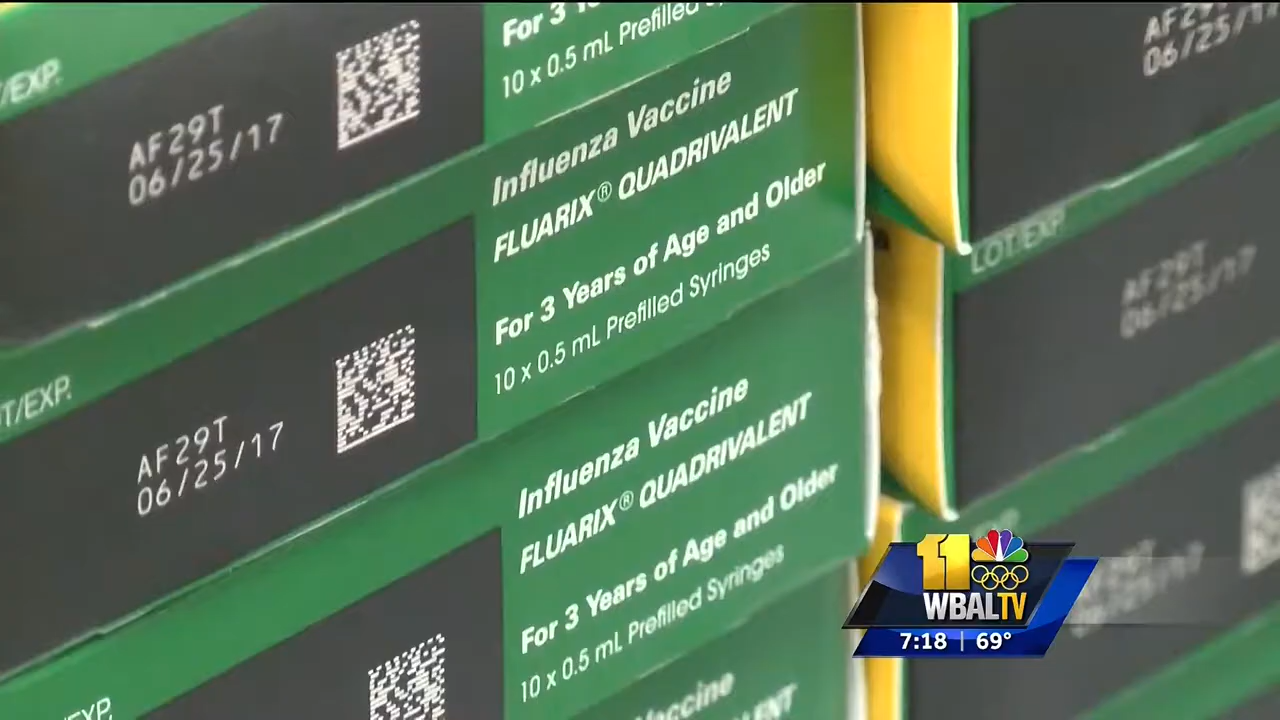 For 3
10 x 0.5 mL Prefilled
/EXP.
AF29T
06/25/17
Influenza Vaccine
FLUARIX® QUADRIVALENT
For 3 Years of Age and Older
10 x 0.5 mL Prefilled Syringes
T/EXP.
AF29T
06/25/17
Influenza Vaccine
FLUARIX® QUADRIVALENT
For 3 Years of Age and Older
10 x 0.5 mL Prefilled Syringes
EXP.
Vaccine
06/25/1
LOT/EXP.
AF29T
06/25/17
11
WBALTV
7:18 | 69°